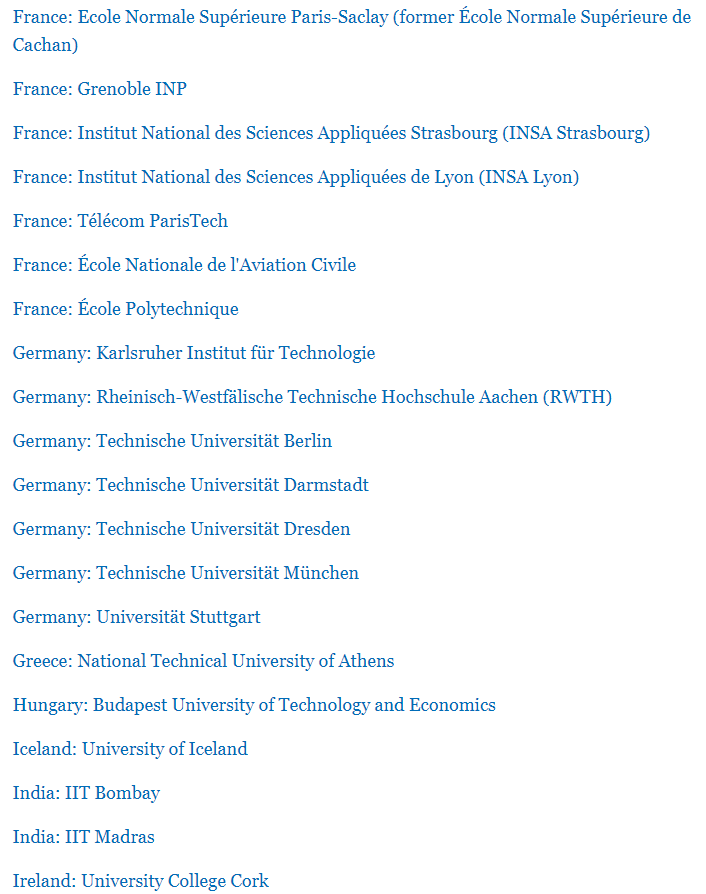 France: Ecole Normale Supérieure Paris-Saclay (former École Normale Supérieure de
Cachan)
France: Grenoble INP
France: Institut National des Sciences Appliquées Strasbourg (INSA Strasbourg)
France: Institut National des Sciences Appliquées de Lyon (INSA Lyon)
France: Télécom ParisTech
France: École Nationale de l'Aviation Civile
France: École Polytechnique
Germany: Karlsruher Institut für Technologie
Germany: Rheinisch-Westfälische Technische Hochschule Aachen (RWTH)
Germany: Technische Universität Berlin
Germany: Technische Universität Darmstadt
Germany: Technische Universität Dresden
Germany: Technische Universität München
Germany: Universität Stuttgart
Greece: National Technical University of Athens
Hungary: Budapest University of Technology and Economics
Iceland: University of Iceland
India: IIT Bombay
India: IIT Madras
Ireland: University College Cork